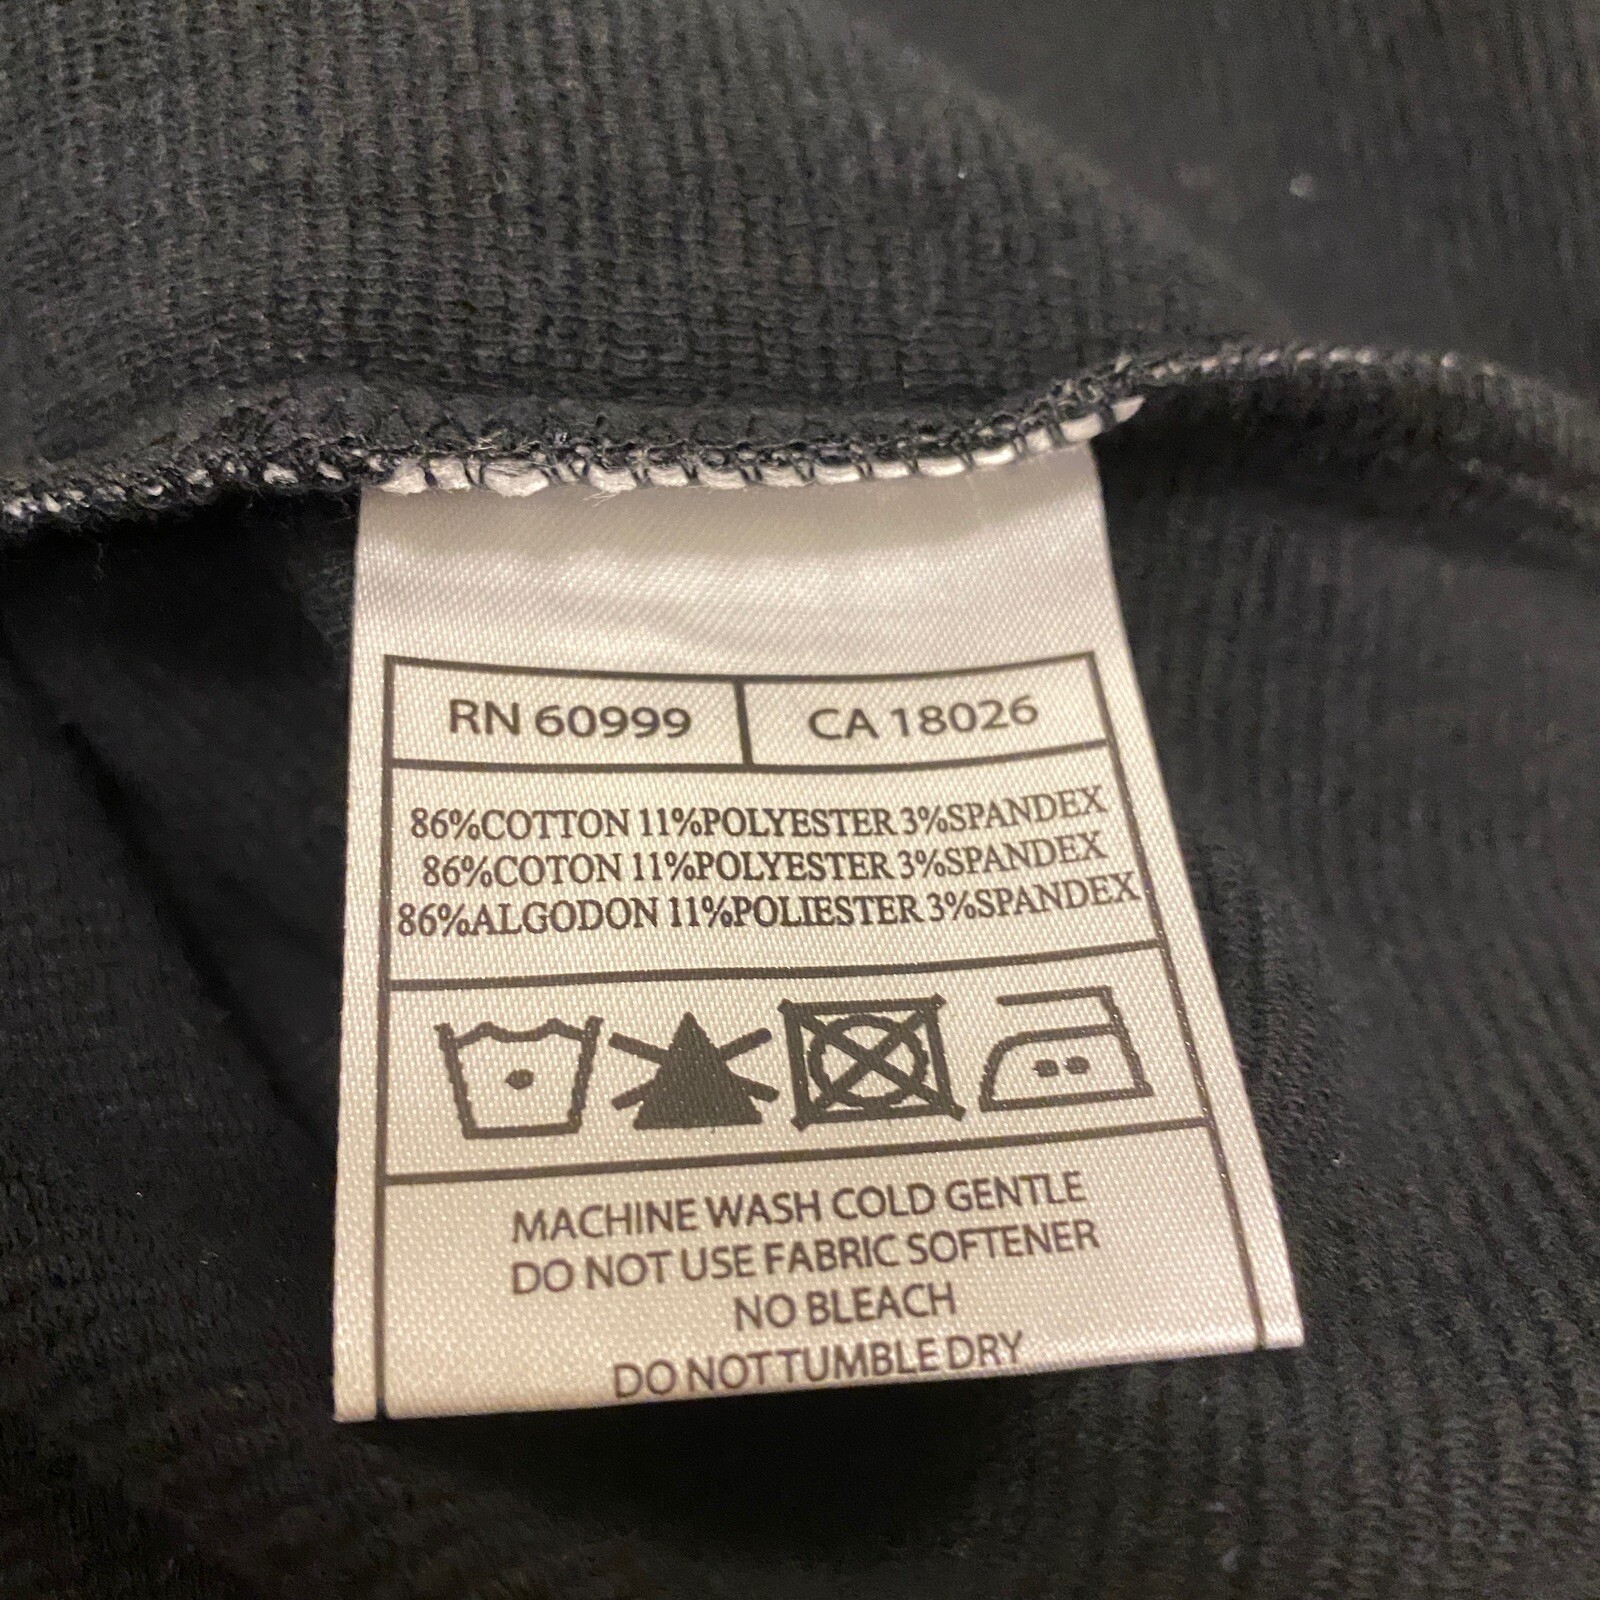 RN 60999 CA 18026
86%COTTON 11%POLYESTER 3%SPANDEX
86%COTON 11%POLYESTER 3%SPANDEX
86%ALGODON 11%POLIESTER 3%SPANDEX
MACHINE WASH COLD GENTLE
DO NOT USE FABRIC SOFTENER
NO BLEACH
DO NOT TUMBLE DRY